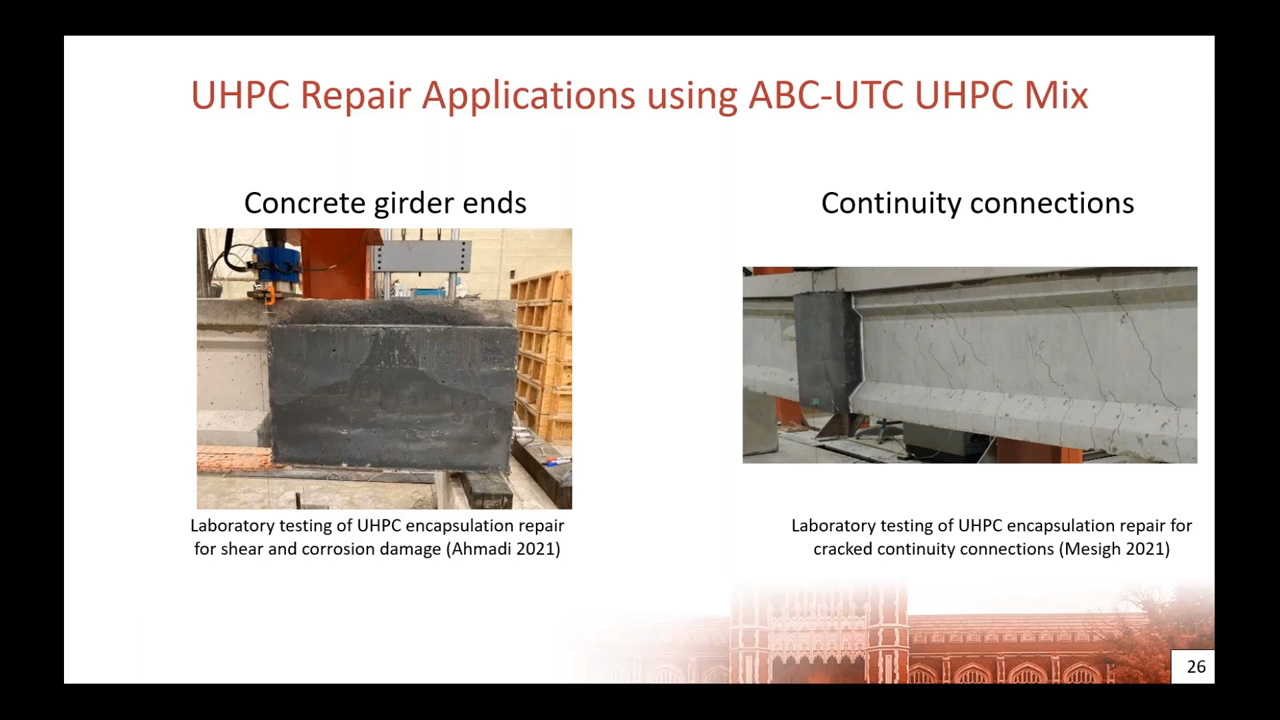 UHPC Repair Applications using ABC-UTC UHPC Mix
Concrete girder ends
Laboratory testing of UHPC encapsulation repair
for shear and corrosion damage (Ahmadi 2021)
Continuity connections
Laboratory testing of UHPC encapsulation repair for
cracked continuity connections (Mesigh 2021)
26